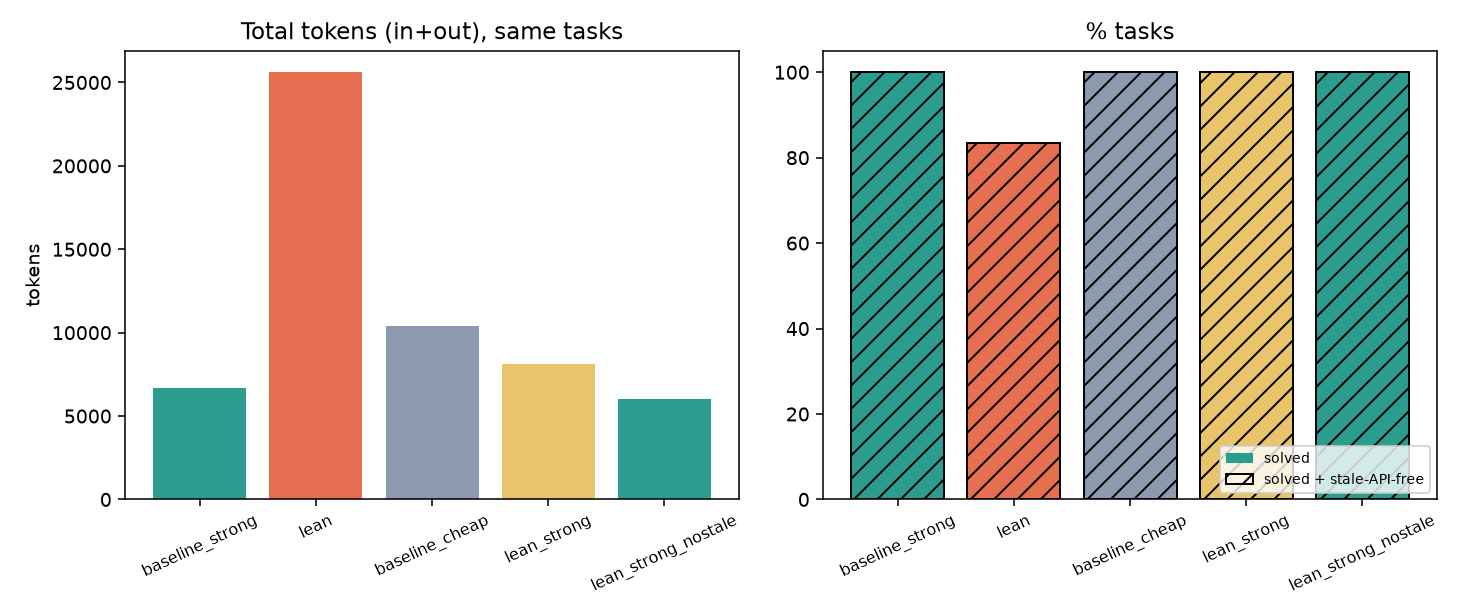 Total tokens (in+out), same tasks
tokens
25000
20000
15000
10000
5000
0
baseline_strong
lean
baseline_cheap
lean_strong
lean_strong_nostale
% tasks
100
80
60
40
20
0
solved
solved + stale-API-free
baseline_strong
lean
baseline_cheap
lean_strong
lean_strong_nostale